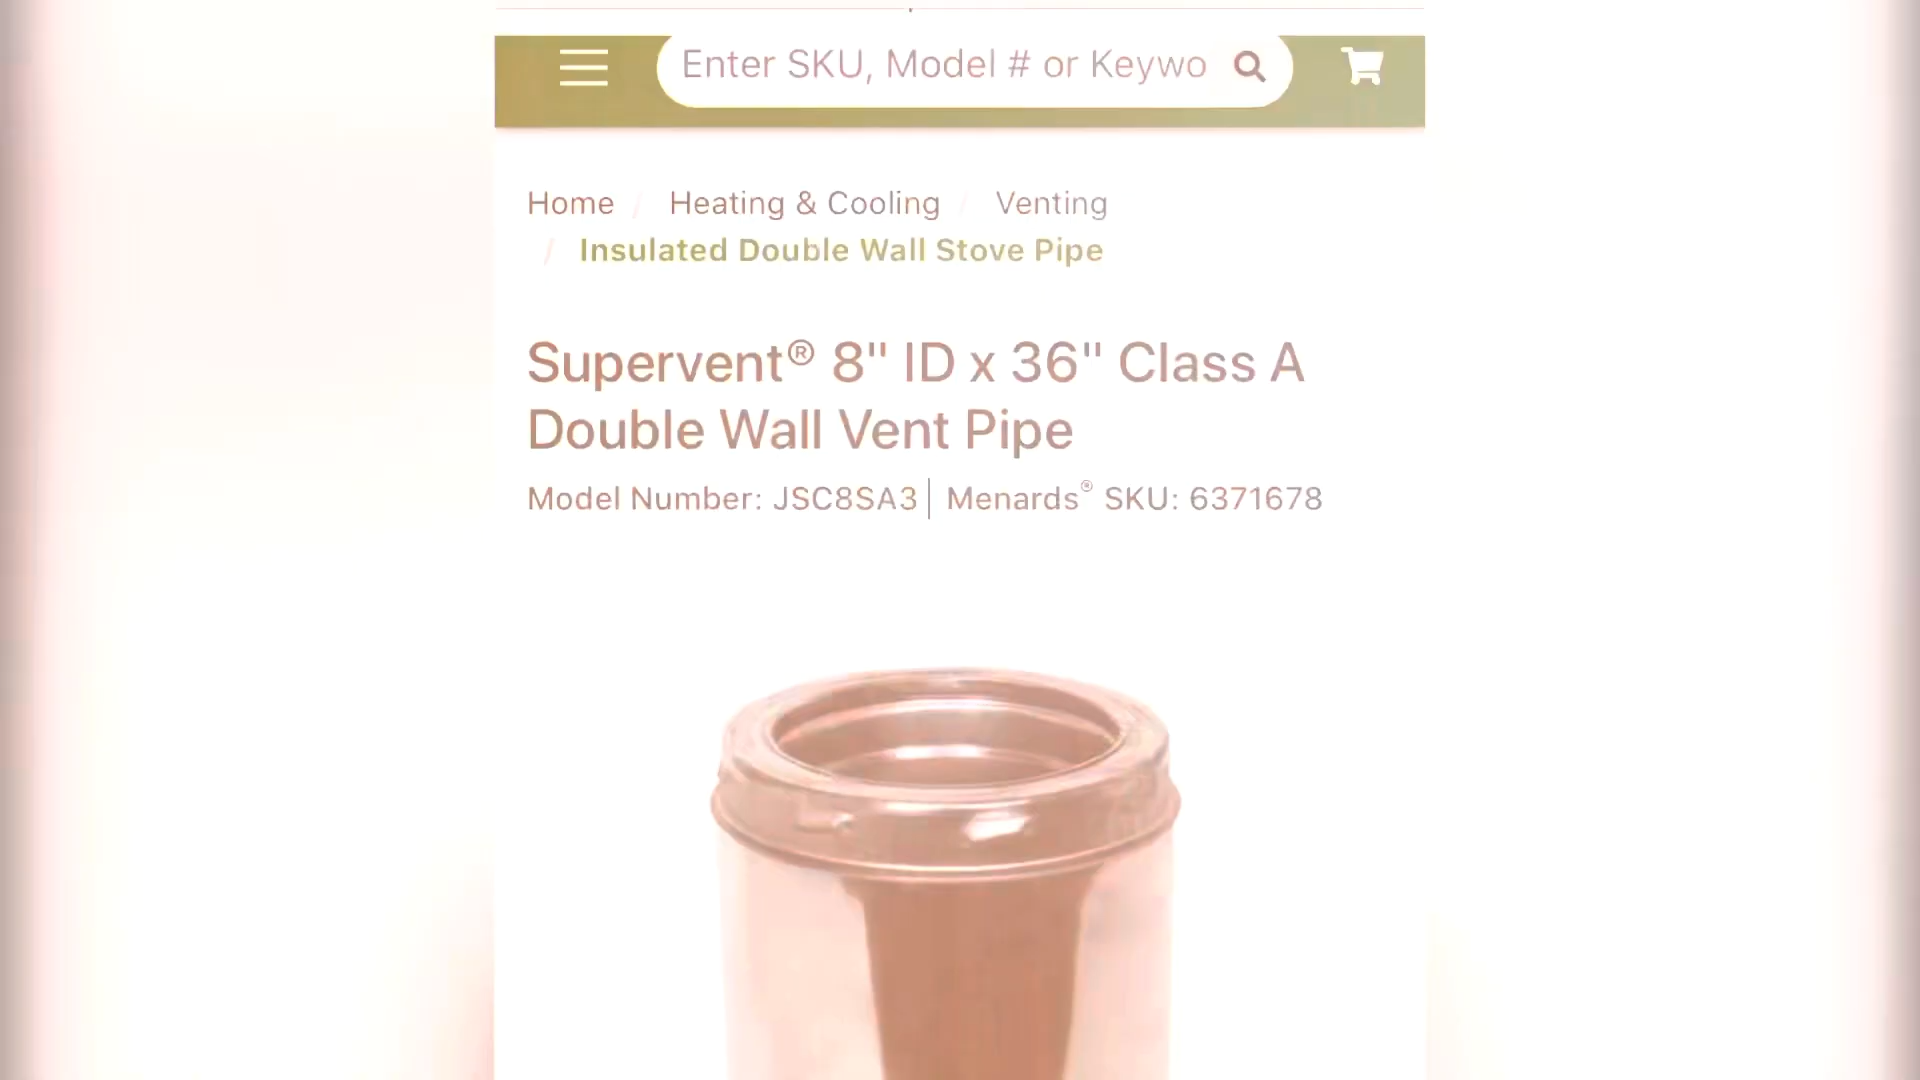 Enter SKU, Model # or Keywo
Home / Heating & Cooling / Venting
/ Insulated Double Wall Stove Pipe
Supervent® 8" ID x 36" Class A
Double Wall Vent Pipe
Model Number: JSC8SA3 | Menards® SKU: 6371678